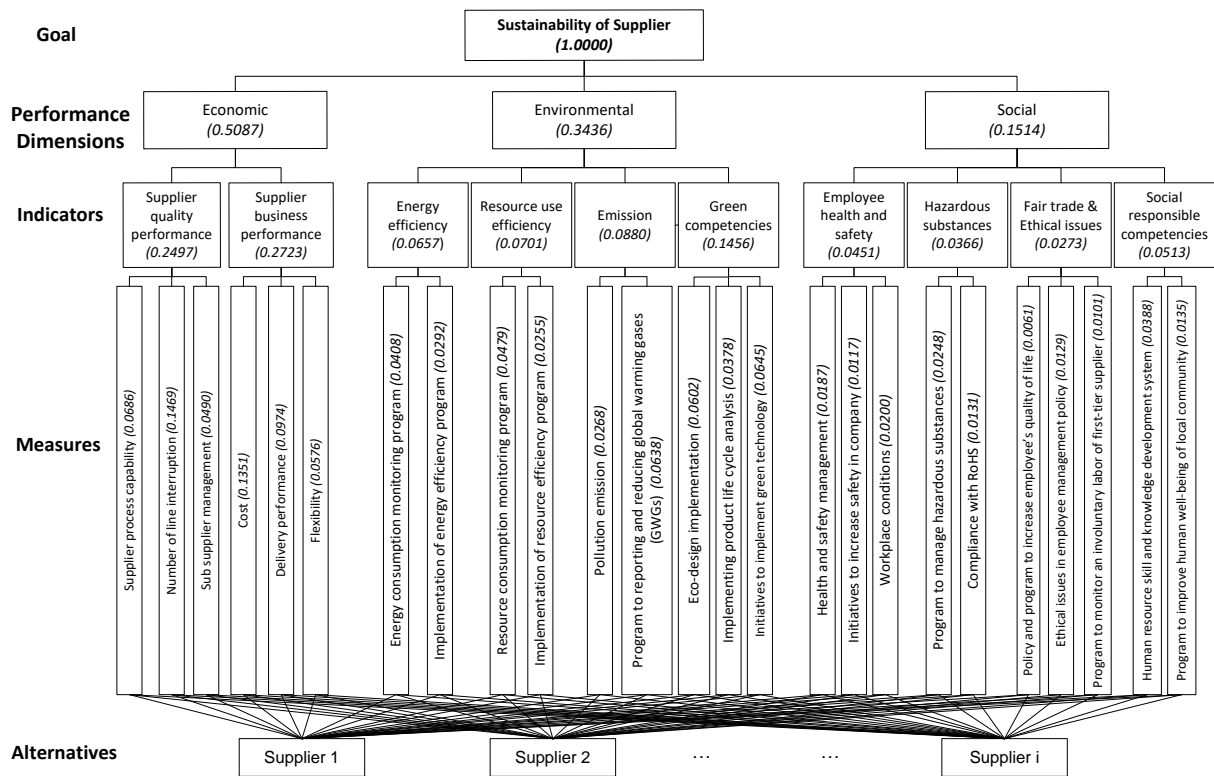 Goal
Sustainability of Supplier
(1.0000)
Performance
Dimensions
Economic
(0.5087)
Environmental
(0.3436)
Social
(0.1514)
Indicators
Supplier
quality
performance
(0.2497)
Supplier
business
performance
(0.2723)
Energy
efficiency
(0.0657)
Resource use
efficiency
(0.0701)
Emission
(0.0880)
Green
competencies
(0.1456)
Employee
health and
safety
(0.0451)
Hazardous
substances
(0.0366)
Fair trade &
Ethical issues
(0.0273)
Social
responsible
competencies
(0.0513)
Measures
Supplier process capability (0.0686)
Number of line interruption (0.1469)
Sub supplier management (0.0490)
Cost (0.1351)
Delivery performance (0.0974)
Flexibility (0.0576)
Energy consumption monitoring program (0.0408)
Implementation of energy efficiency program (0.0292)
Resource consumption monitoring program (0.0479)
Implementation of resource efficiency program (0.0255)
Pollution emission (0.0268)
Program to reporting and reducing global warming gases
(GWGs) (0.0638)
Eco-design implementation (0.0602)
Implementing product life cycle analysis (0.0378)
Initiatives to implement green technology (0.0645)
Health and safety management (0.0187)
Initiatives to increase safety in company (0.0117)
Workplace conditions (0.0200)
Program to manage hazardous substances (0.0248)
Compliance with RoHS (0.0131)
Policy and program to increase employee's quality of life (0.0061)
Ethical issues in employee management policy (0.0129)
Program to monitor an involuntary labor of first-tier supplier (0.0101)
Human resource skill and knowledge development system (0.0388)
Program to improve human well-being of local community (0.0135)
Alternatives
Supplier 1
Supplier 2
...
...
Supplier i